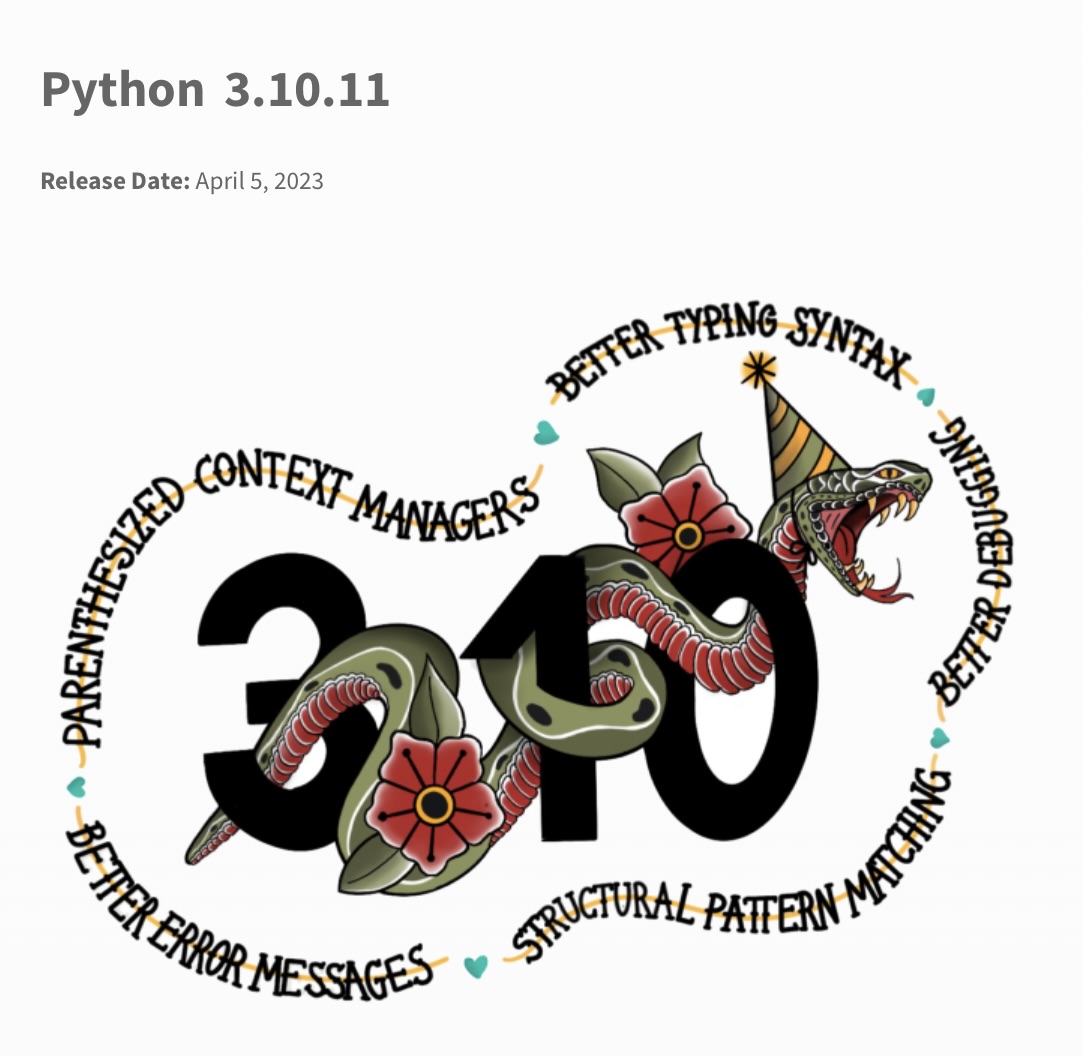 Python 3.10.11
Release Date: April 5, 2023
BETTER TYPING SYNTAX
BETTER DEBUGGING
PARENTHESIZED CONTEXT MANAGERS
3.10
STRUCTURAL PATTERN MATCHING
BETTER ERROR MESSAGES